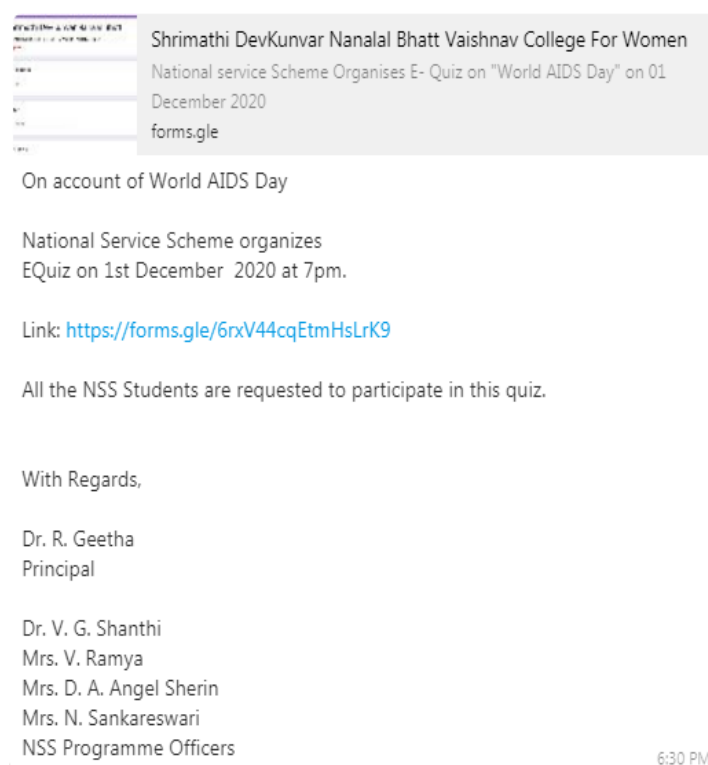 Shrimathi DevKunvar Nanalal Bhatt Vaishnav College For Women
National service Scheme Organises E- Quiz on "World AIDS Day" on 01
December 2020
forms.gle
On account of World AIDS Day
National Service Scheme organizes
EQuiz on 1st December 2020 at 7pm.
Link: https://forms.gle/6rxV44cqEtmHsLrK9
All the NSS Students are requested to participate in this quiz.
With Regards,
Dr. R. Geetha
Principal
Dr. V. G. Shanthi
Mrs. V. Ramya
Mrs. D. A. Angel Sherin
Mrs. N. Sankareswari
NSS Programme Officers
6:30 PM